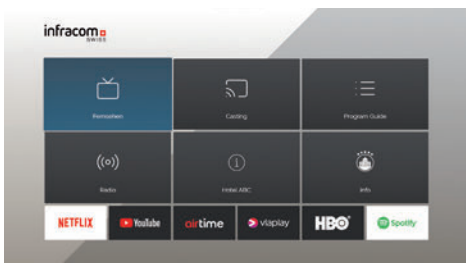 infracom
SWISS
Fernsehen
Casting
Program Guide
Radio
Hotel ABC
Info
NETFLIX
YouTube
airtime
viaplay
HBO
Spotify